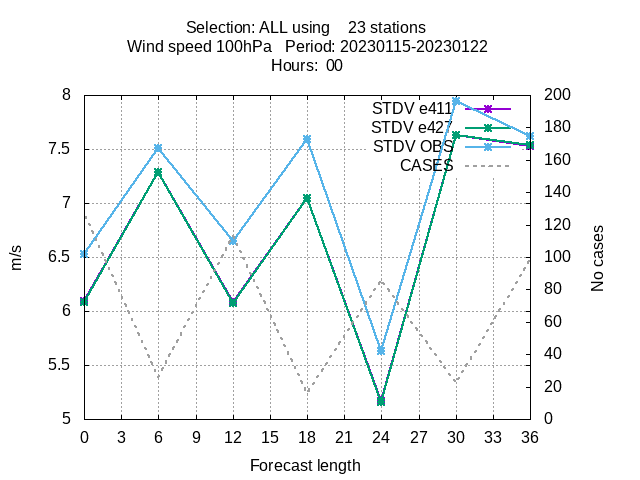 Selection: ALL using    23 stations
Wind speed 100hPa   Period: 20230115-20230122
Hours:  00
8
7.5
7
6.5
6
5.5
5
m/s
200
180
160
140
120
100
80
60
40
20
0
No cases
STDV e411
STDV e427
STDV OBS
CASES
0 3 6 9 12 15 18 21 24 27 30 33 36
Forecast length